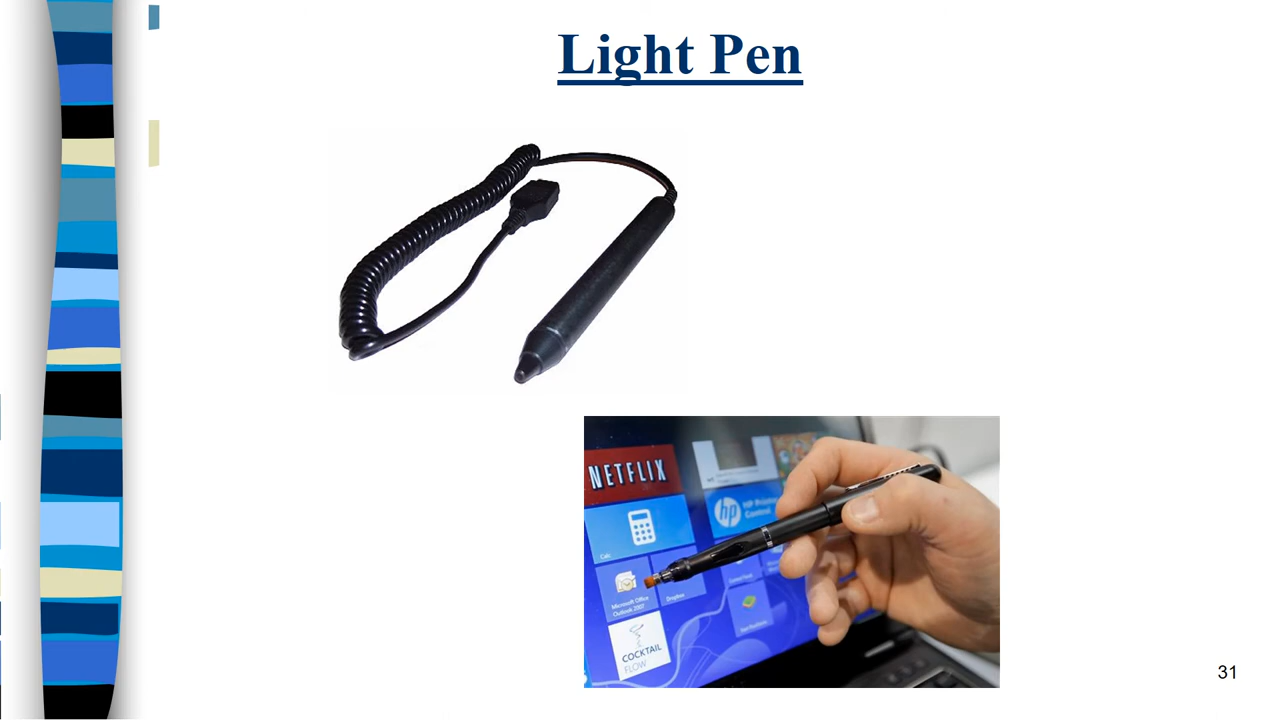 Light Pen
NETFLIX
hp
HP Printer
Control
Calc
Microsoft Office
Outlook 2007
Dropbox
COCKTAIL
FLOW
31